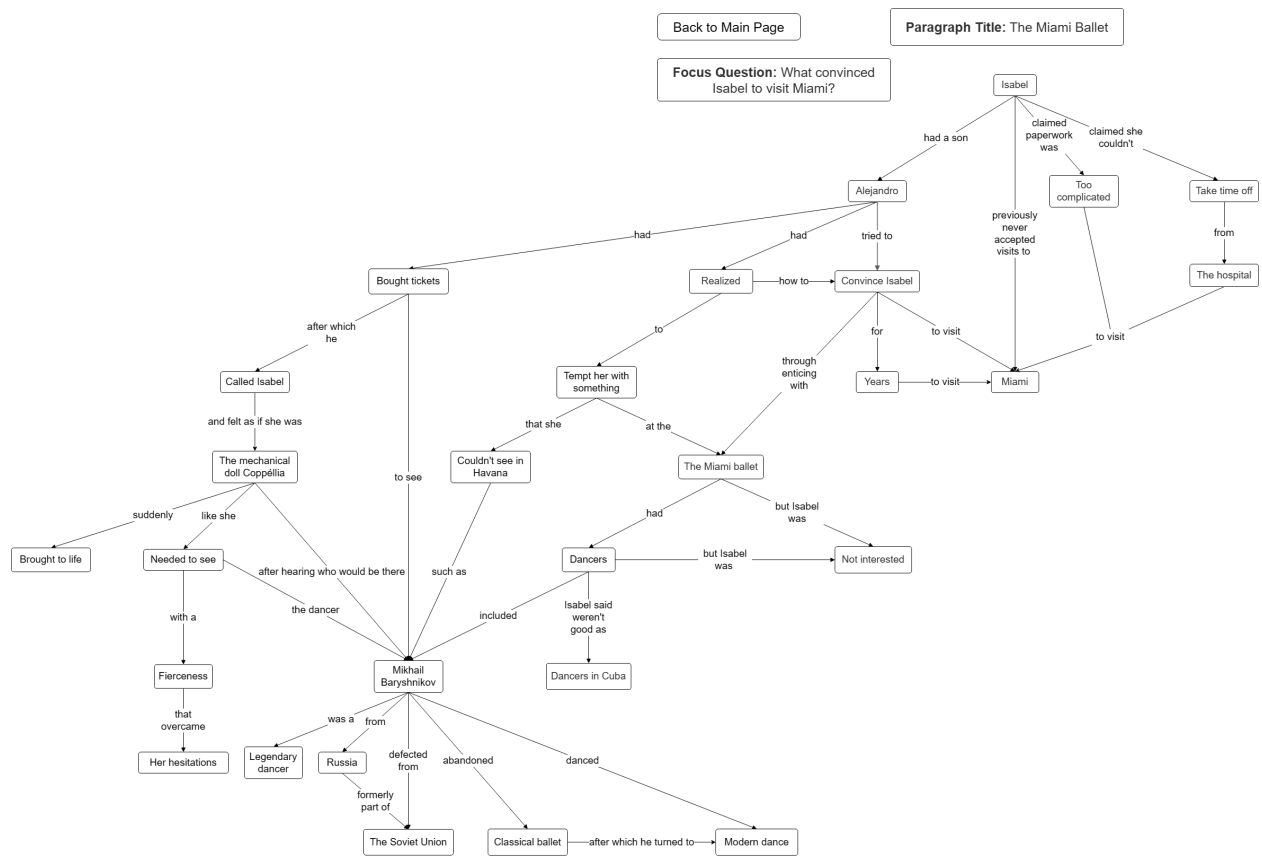 Back to Main Page
Paragraph Title: The Miami Ballet
Focus Question: What convinced
Isabel to visit Miami?
Isabel
had a son
claimed
paperwork
was
claimed she
couldn't
Alejandro
Too
complicated
Take time off
had
had
tried to
previously
never
accepted
visits to
from
Bought tickets
Realized
how to
Convince Isabel
The hospital
after which
he
to
for
to visit
to visit
Called Isabel
Tempt her with
something
through
enticing
with
Years
to visit
Miami
and felt as if she was
that she
at the
The mechanical
doll Coppéllia
to see
Couldn't see in
Havana
The Miami ballet
suddenly
like she
had
but Isabel
was
Brought to life
Needed to see
after hearing who would be there
such as
Dancers
but Isabel
was
Not interested
with a
the dancer
included
Isabel said
weren't
good as
Fierceness
Mikhail
Baryshnikov
Dancers in Cuba
that
overcame
was a
from
Her hesitations
Legendary
dancer
Russia
defected
from
abandoned
danced
formerly
part of
The Soviet Union
Classical ballet
after which he turned to
Modern dance